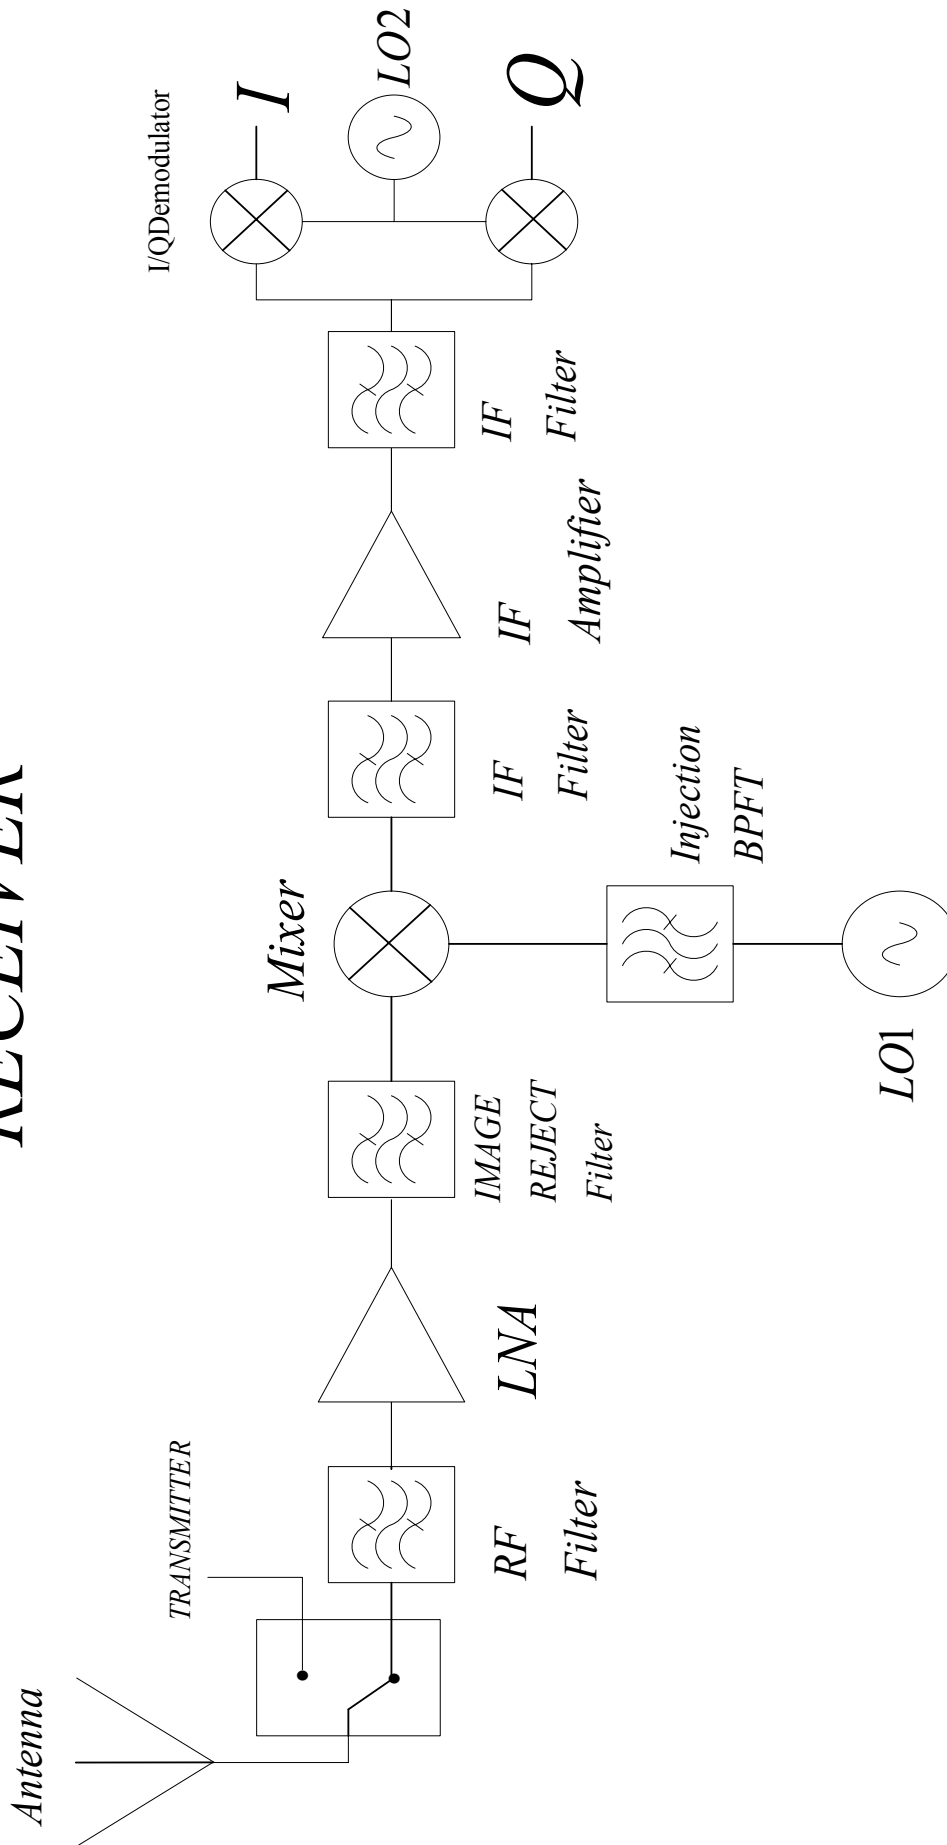 RECEIVER
Antenna
TRANSMITTER
RF
Filter
LNA
IMAGE
REJECT
Filter
Mixer
LO1
Injection
BPFT
IF
Filter
IF
Amplifier
IF
Filter
I/QDemodulator
I
LO2
Q